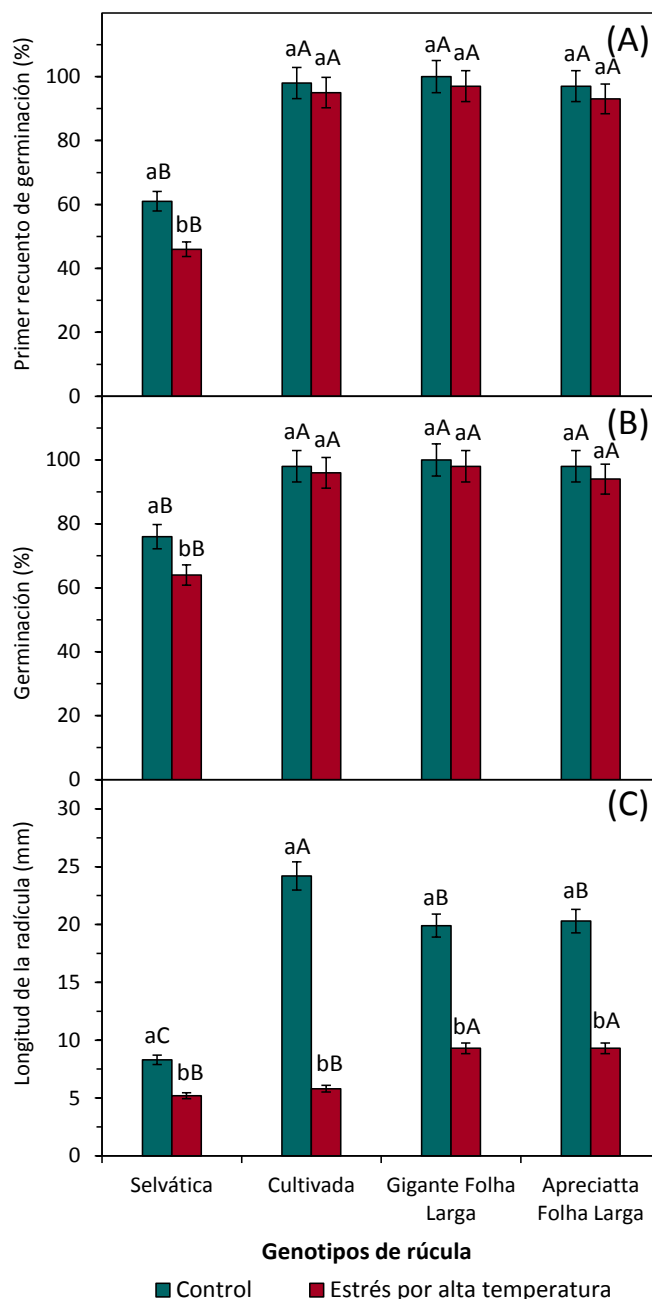 (A)
Primer recuento de germinación (%)
100
80
60
40
20
0
aB
bB
aA
aA
aA
aA
aA
aA
(B)
Germinación (%)
100
80
60
40
20
0
aB
bB
aA
aA
aA
aA
aA
aA
(C)
Longitud de la radícula (mm)
30
25
20
15
10
5
0
aC
bB
aA
bB
aB
bA
aB
bA
Selvática
Cultivada
Gigante Folha
Larga
Apreciatta
Folha Larga
Genotipos de rúcula
Control
Estrés por alta temperatura